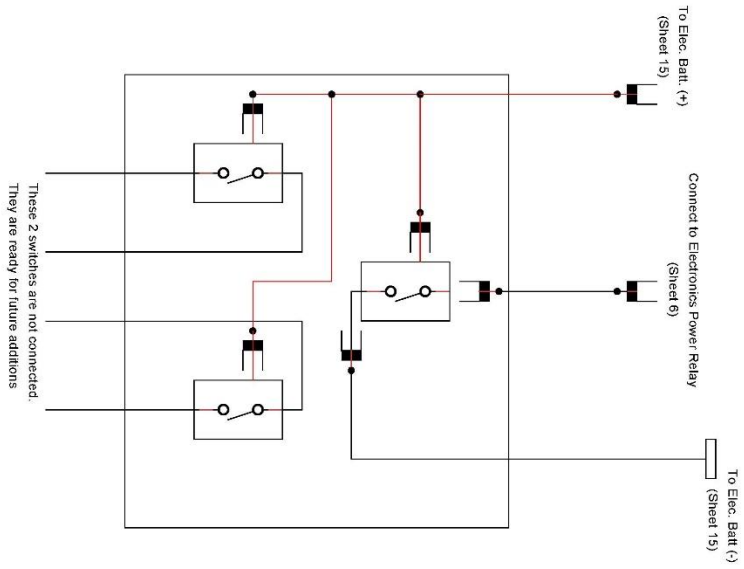 To Elec. Batt. (+)
(Sheet 15)
Connect to Electronics Power Relay
(Sheet 6)
To Elec. Batt (-)
(Sheet 15)
These 2 switches are not connected.
They are ready for future additions